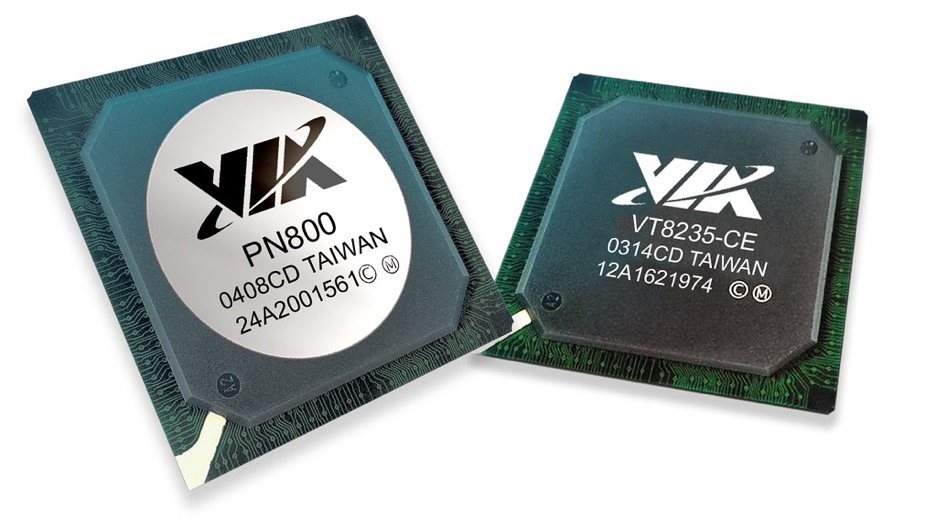 VIA
PN800
0408CD TAIWAN
24A2001561© Ⓜ
VIA
VT8235-CE
0314CD TAIWAN
12A1621974 © Ⓜ